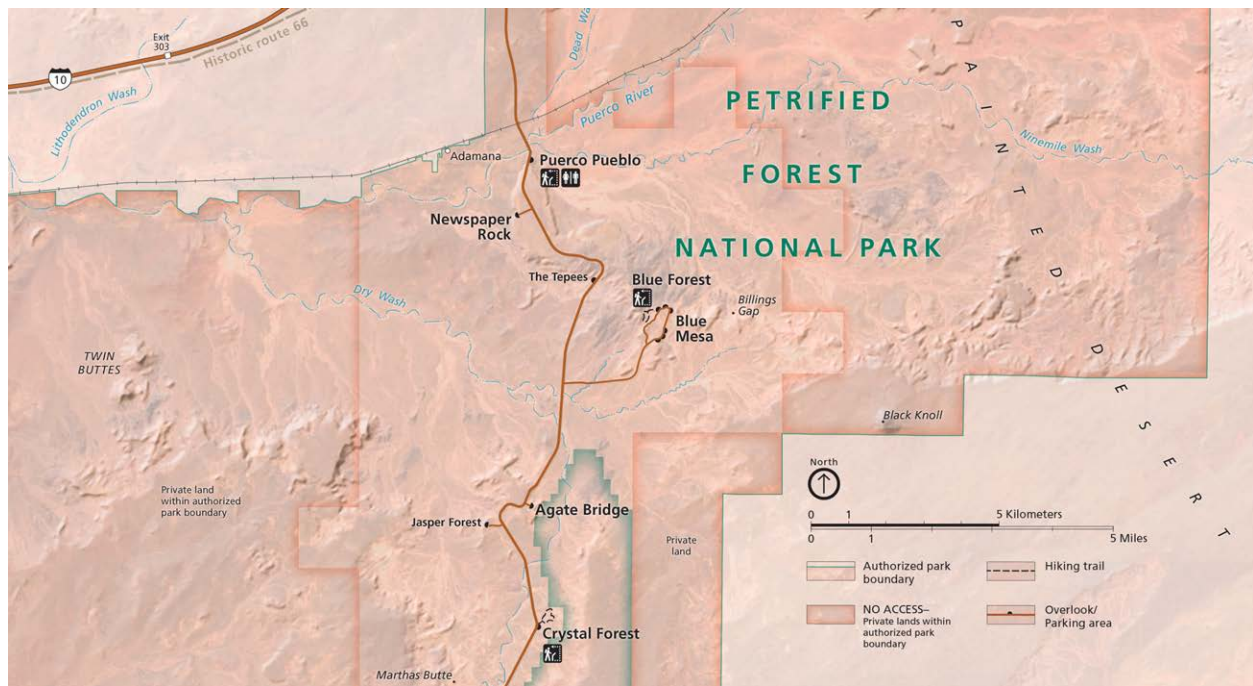 Exit
303
Historic route 66
10
Lithodendron Wash
Dead Wa
Puerco River
PETRIFIED
FOREST
NATIONAL PARK
PAINTED DESERT
Ninemile Wash
Adamana
Puerco Pueblo
Newspaper
Rock
The Tepees
Dry Wash
Blue Forest
Billings
Gap
Blue
Mesa
TWIN
BUTTES
Black Knoll
Private land
within authorized
park boundary
Agate Bridge
Jasper Forest
Private
land
Crystal Forest
Marthas Butte
North
0 1 5 Kilometers
0 1 5 Miles
Authorized park
boundary
Hiking trail
NO ACCESS–
Private lands within
authorized park
boundary
Overlook/
Parking area